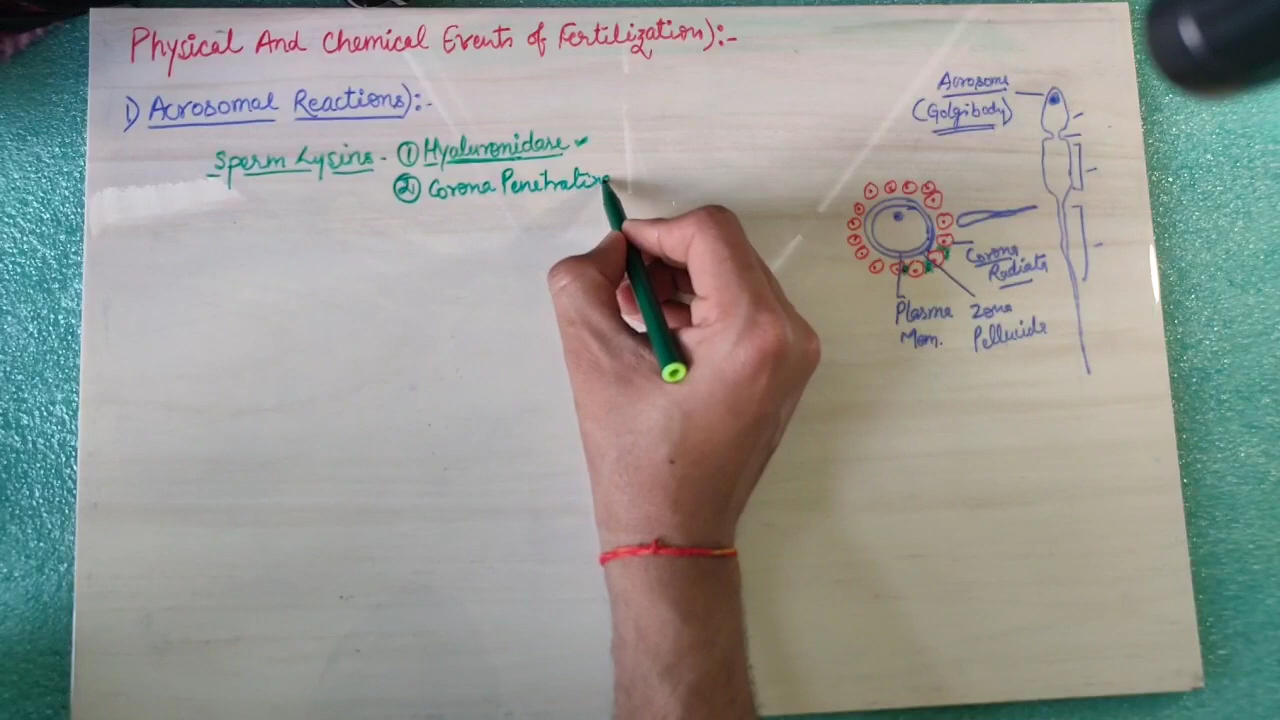 Physical And Chemical Events of Fertilization):-
1) Acrosomal Reactions):-
Sperm Lysins - ① Hyaluronidase ✓
② Corona Penetratin
Acrosome
(Golgibody)
Corona
Radiata
Plasma
Mem.
Zona
Pellucida